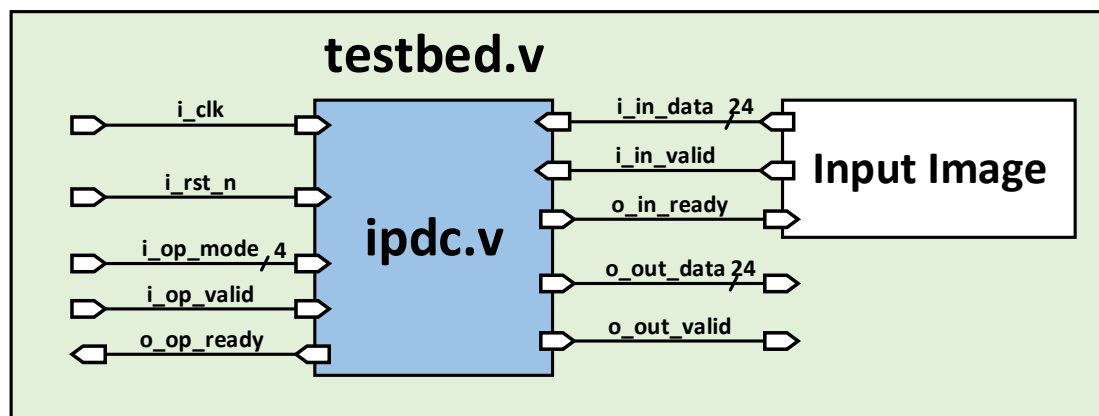 testbed.v
i_clk
i_rst_n
i_op_mode 4
i_op_valid
o_op_ready
ipdc.v
i_in_data 24
i_in_valid
o_in_ready
o_out_data 24
o_out_valid
Input Image